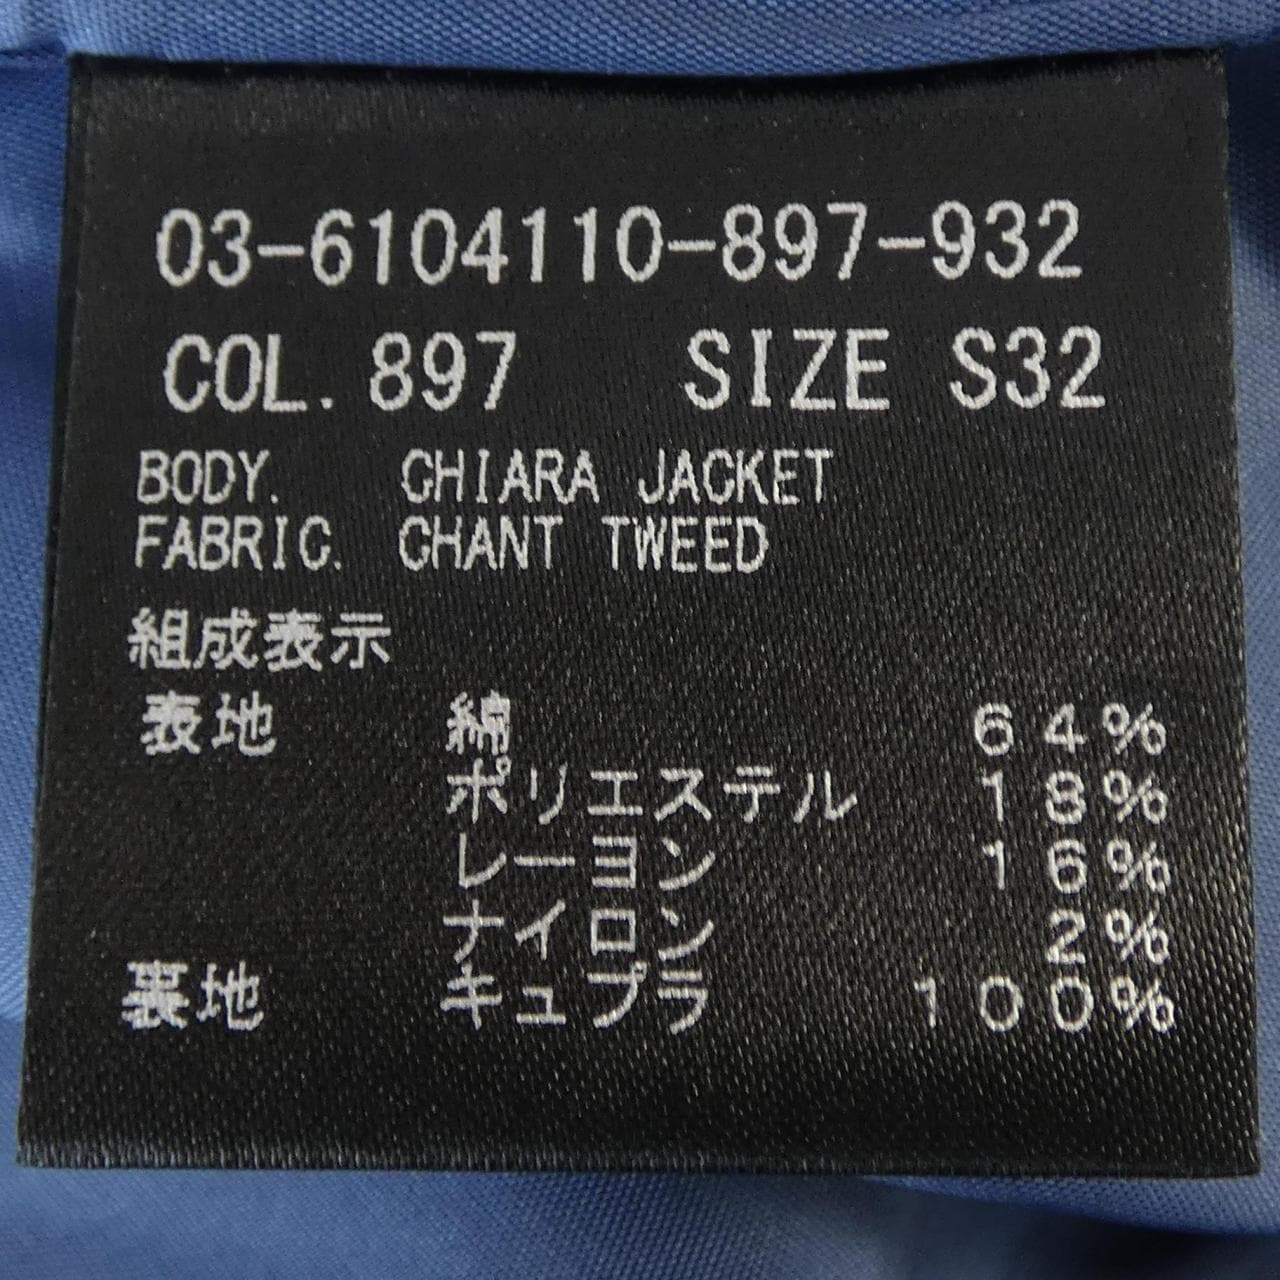 03-6104110-897-932
COL. 897 SIZE S32
BODY. CHIARA JACKET
FABRIC. CHANT TWEED
組成表示
表地 綿 64%
ポリエステル 18%
レーヨン 16%
ナイロン 2%
裏地 キュプラ 100%